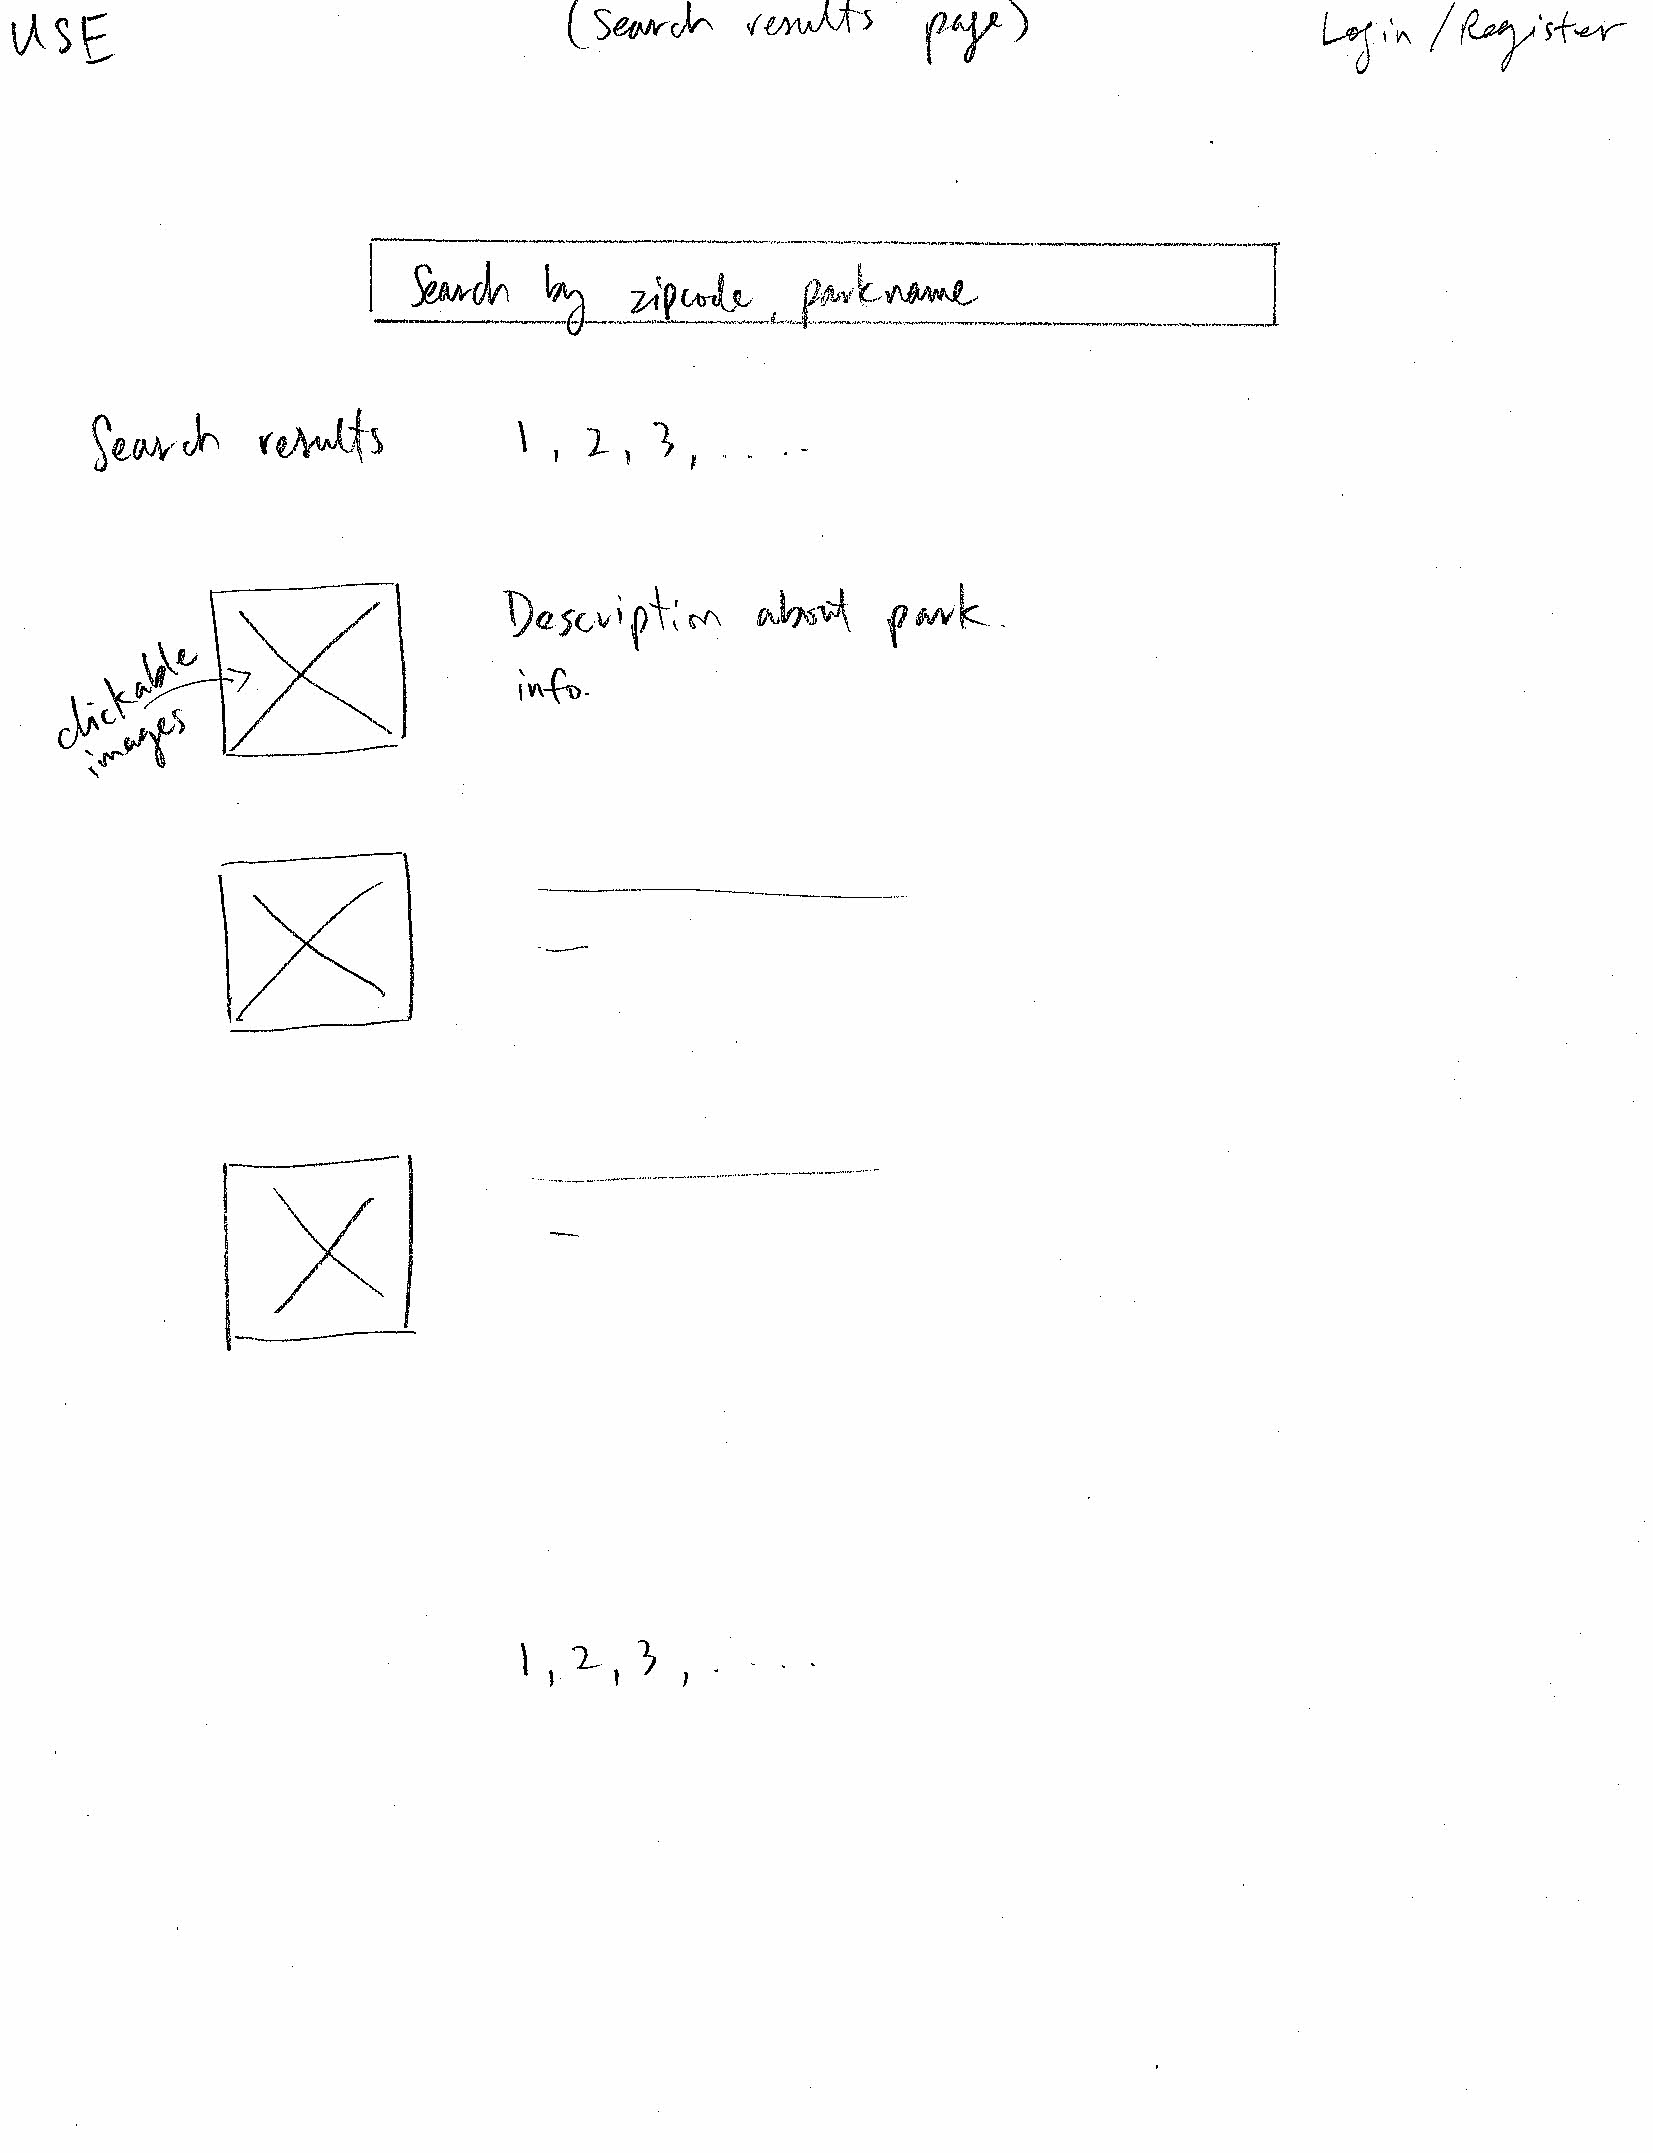 USE (Search results page) Login / Register
Search by zipcode, parkname
Search results 1, 2, 3, ....
Description about park.
info.
clickable
images
1, 2, 3, ....